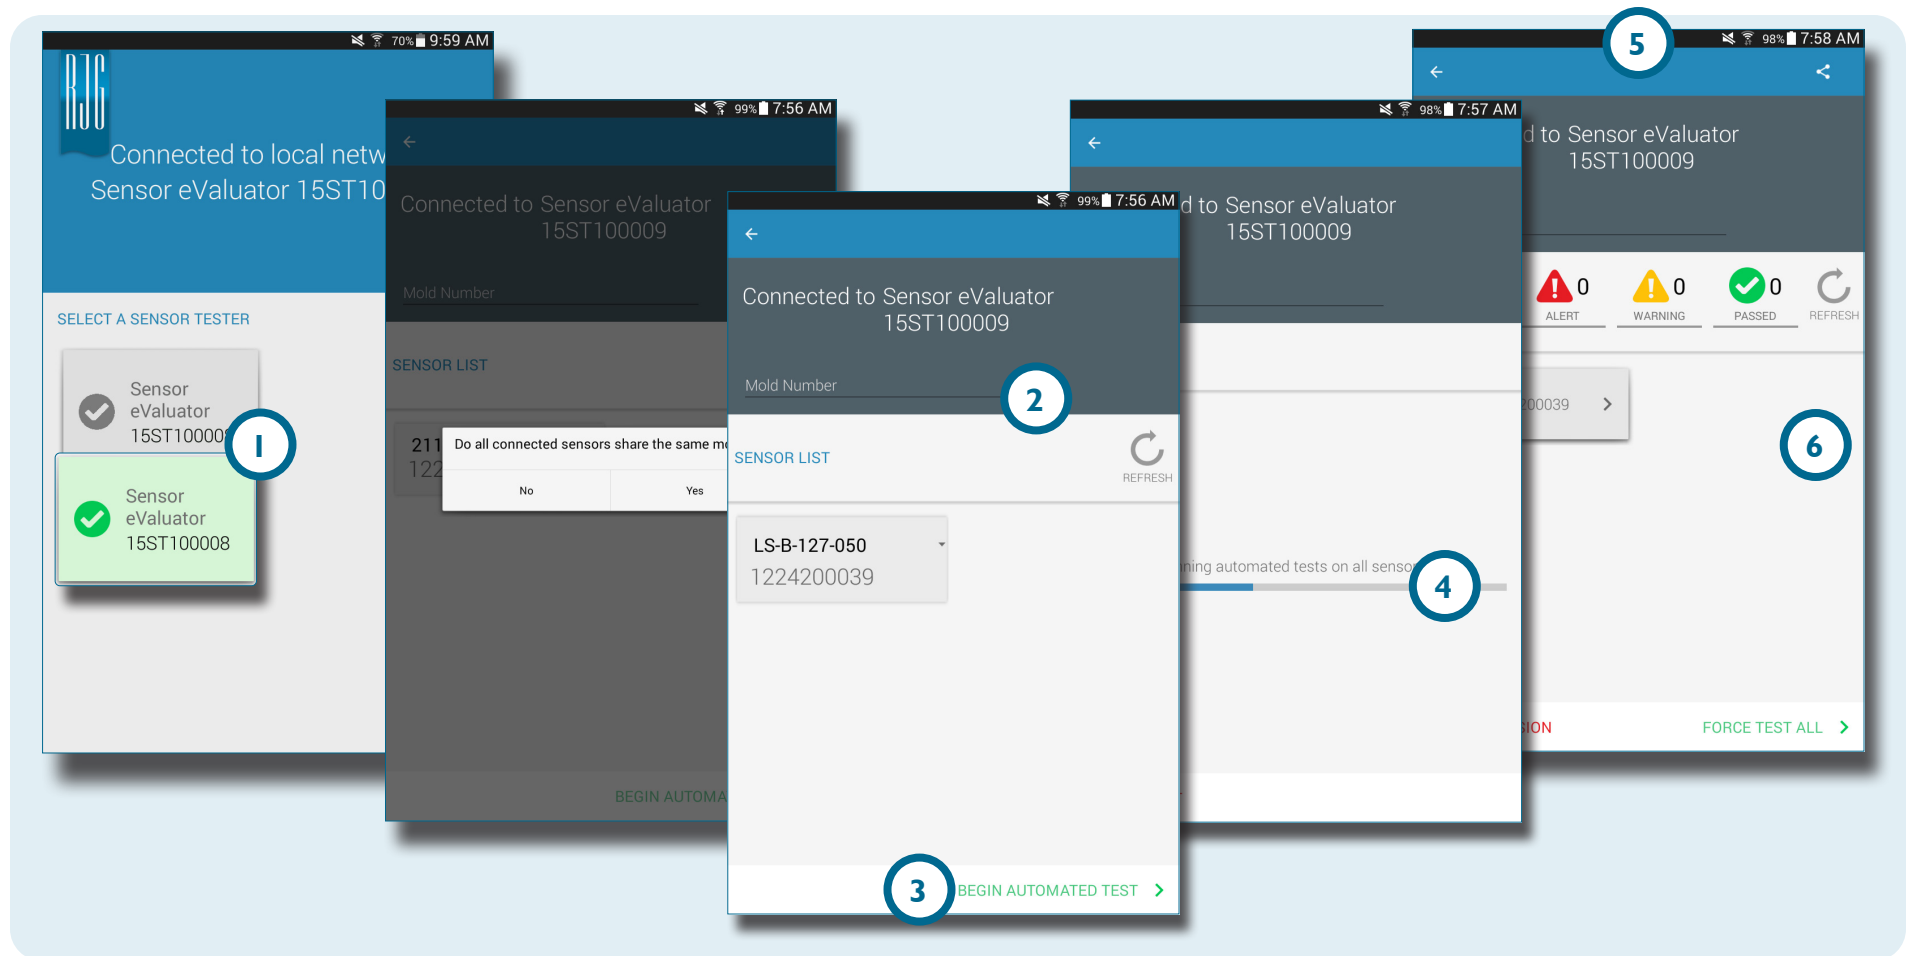 RJG
70% 9:59 AM
Connected to local netw
Sensor eValuator 15ST10
SELECT A SENSOR TESTER
Sensor
eValuator
15ST10000
1
Sensor
eValuator
15ST100008
99% 7:56 AM
Connected to Sensor eValuator
15ST100009
Mold Number
SENSOR LIST
211
122
Do all connected sensors share the same mo
No
Yes
BEGIN AUTOMA
99% 7:56 AM
Connected to Sensor eValuator
15ST100009
Mold Number
2
SENSOR LIST
REFRESH
LS-B-127-050
1224200039
3
BEGIN AUTOMATED TEST
98% 7:57 AM
d to Sensor eValuator
15ST100009
ning automated tests on all sensor
4
5
98% 7:58 AM
d to Sensor eValuator
15ST100009
0
ALERT
0
WARNING
0
PASSED
REFRESH
200039
6
SION
FORCE TEST ALL